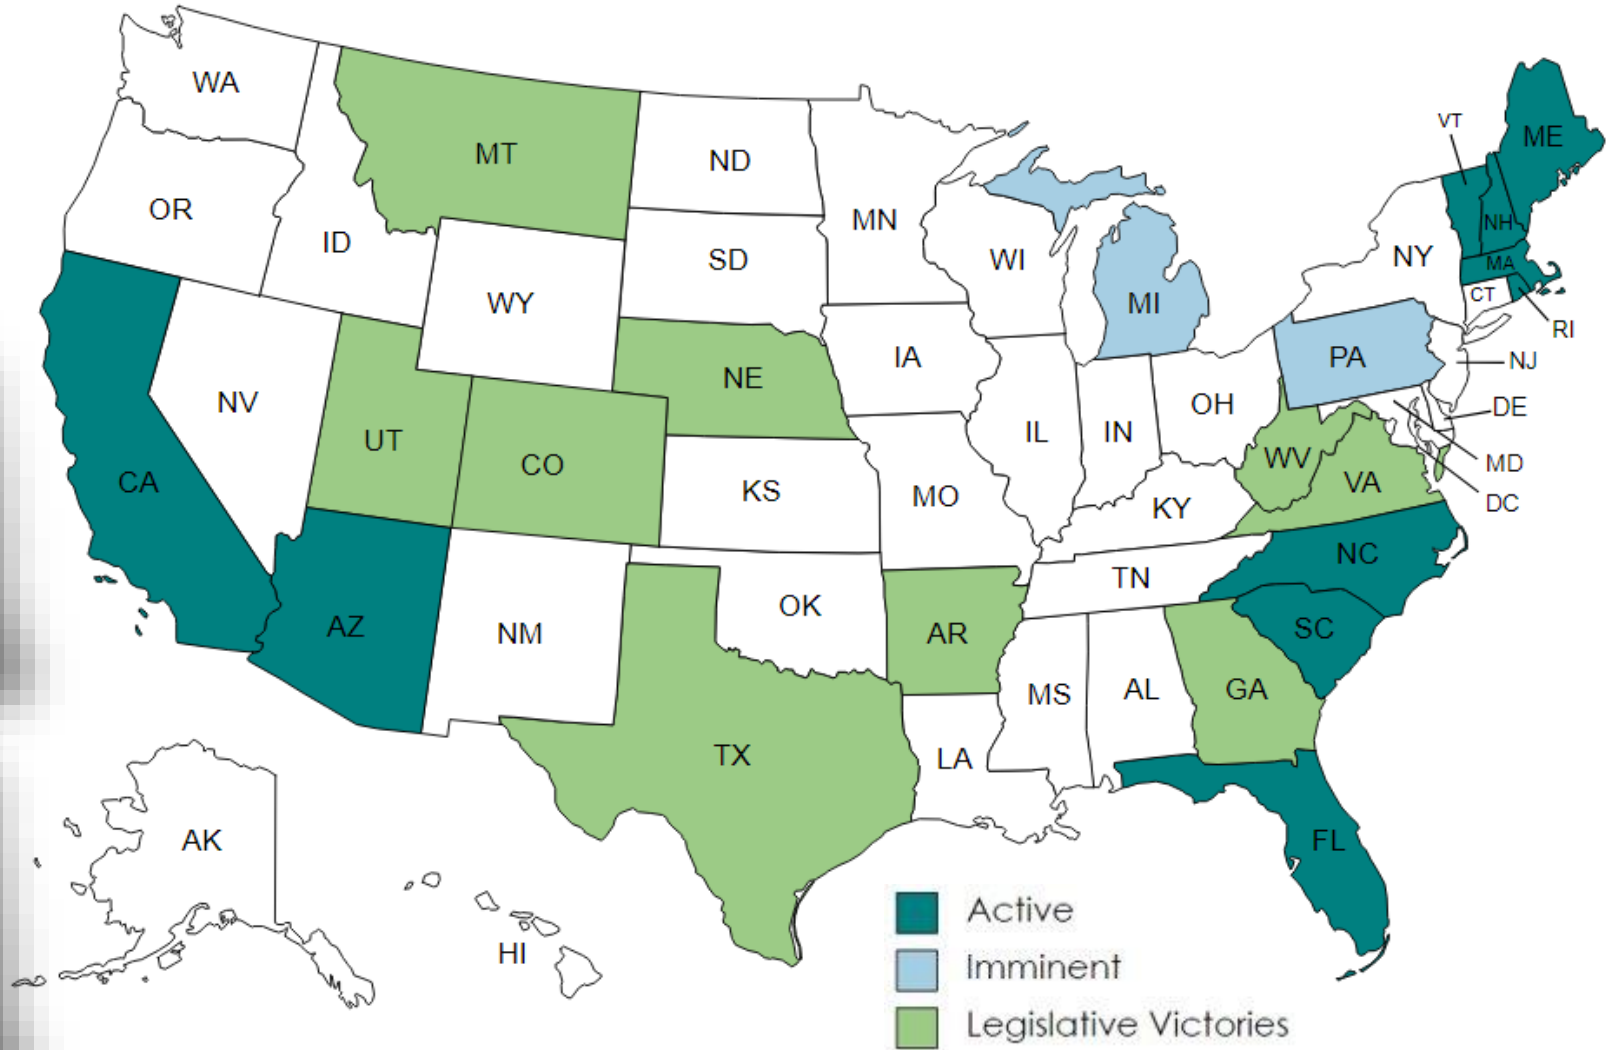 WA
VT
ME
MT
ND
OR
MN
NH
ID
SD
WI
NY
MA
WY
CT
MI
RI
IA
PA
NJ
NE
NV
OH
DE
UT
IL
IN
CO
WV
MD
CA
KS
MO
VA
KY
DC
NC
TN
OK
AZ
NM
AR
SC
MS
AL
GA
TX
LA
AK
FL
HI
Active
Imminent
Legislative Victories